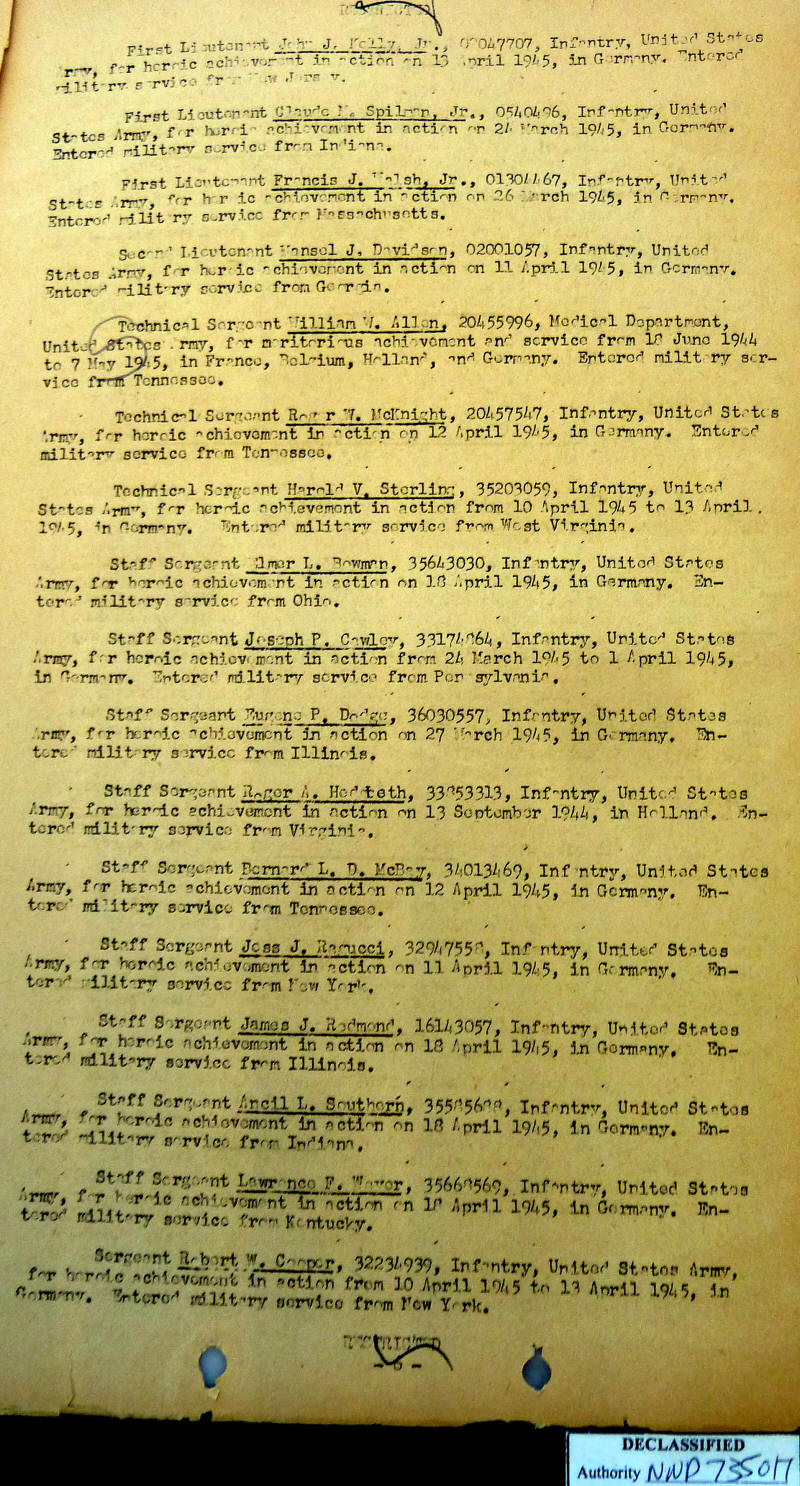 RESTRICTED
First Lieutenant John J. Kelly, Jr., 02047707, Infantry, United States
Army, for heroic achievement in action on 13 April 1945, in Germany. Entered
military service from New Jersey.
First Lieutenant Claude M. Spilman, Jr., 0540496, Infantry, United
States Army, for heroic achievement in action on 24 March 1945, in Germany.
Entered military service from Indiana.
First Lieutenant Francis J. Walsh, Jr., 01304467, Infantry, United
States Army, for heroic achievement in action on 26 March 1945, in Germany.
Entered military service from Massachusetts.
Second Lieutenant Hansel J. Davidson, 02001057, Infantry, United
States Army, for heroic achievement in action on 11 April 1945, in Germany.
Entered military service from Georgia.
Technical Sergeant William W. Allen, 20455996, Medical Department,
United States Army, for meritorious achievement and service from 18 June 1944
to 7 May 1945, in France, Belgium, Holland, and Germany. Entered military ser-
vice from Tennessee.
Technical Sergeant Roger W. McKnight, 20457547, Infantry, United States
Army, for heroic achievement in action on 12 April 1945, in Germany. Entered
military service from Tennessee.
Technical Sergeant Harold V. Sterling, 35203059, Infantry, United
States Army, for heroic achievement in action from 10 April 1945 to 13 April
1945, in Germany. Entered military service from West Virginia.
Staff Sergeant Elmer L. Bowman, 35643030, Infantry, United States
Army, for heroic achievement in action on 18 April 1945, in Germany. En-
tered military service from Ohio.
Staff Sergeant Joseph P. Cawley, 33174864, Infantry, United States
Army, for heroic achievement in action from 24 March 1945 to 1 April 1945,
in Germany. Entered military service from Pennsylvania.
Staff Sergeant Eugene P. Dodge, 36030557, Infantry, United States
Army, for heroic achievement in action on 27 March 1945, in Germany. En-
tered military service from Illinois.
Staff Sergeant Roger A. Hedgeth, 33853313, Infantry, United States
Army, for heroic achievement in action on 13 September 1944, in Holland. En-
tered military service from Virginia.
Staff Sergeant Bernard L. D. McBay, 34013469, Infantry, United States
Army, for heroic achievement in action on 12 April 1945, in Germany. En-
tered military service from Tennessee.
Staff Sergeant Jess J. Ranucci, 32947558, Infantry, United States
Army, for heroic achievement in action on 11 April 1945, in Germany. En-
tered military service from New York.
Staff Sergeant James J. Redmond, 16143057, Infantry, United States
Army, for heroic achievement in action on 18 April 1945, in Germany. En-
tered military service from Illinois.
Staff Sergeant Ancil L. Southern, Infantry, United States
Army, for heroic achievement in action on 18 April 1945, in Germany. En-
tered military service from Indiana.
Staff Sergeant Lawrence F. 35668569, Infantry, United States
Army, for heroic achievement in action on 18 April 1945, in Germany. En-
tered military service from Kentucky.
Sergeant Robert W. Cooper, 32234939, Infantry, United States Army,
for heroic achievement in action from 10 April 1945 to 13 April 1945, in
Germany. Entered military service from New York.
RESTRICTED
DECLASSIFIED
Authority NND 735017